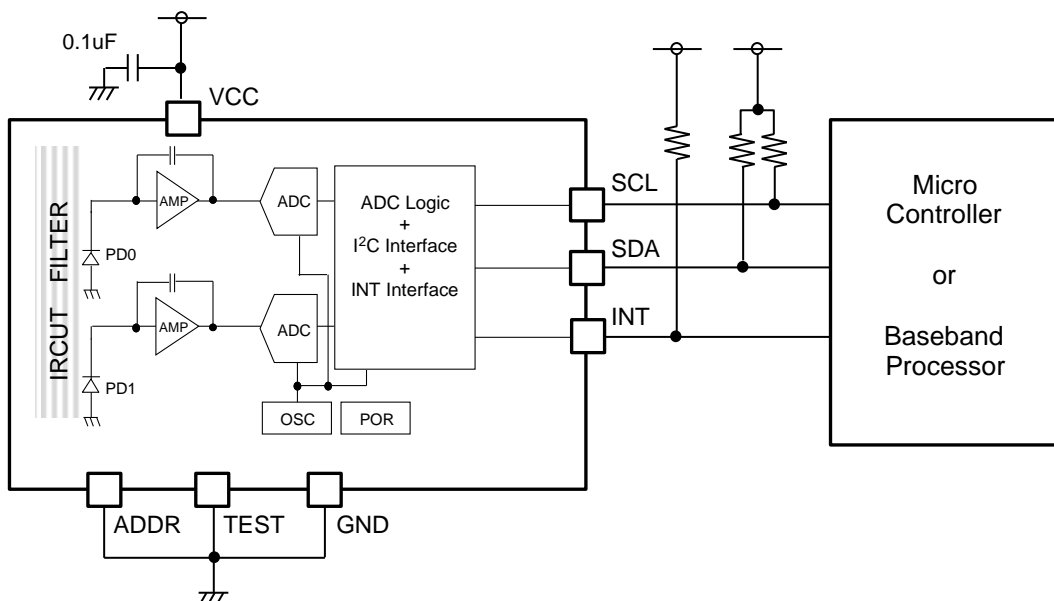 0.1uF
VCC
IRCUT FILTER
AMP
ADC
PD0
AMP
ADC
PD1
OSC
POR
ADC Logic
+
I²C Interface
+
INT Interface
SCL
SDA
INT
Micro
Controller
or
Baseband
Processor
ADDR
TEST
GND